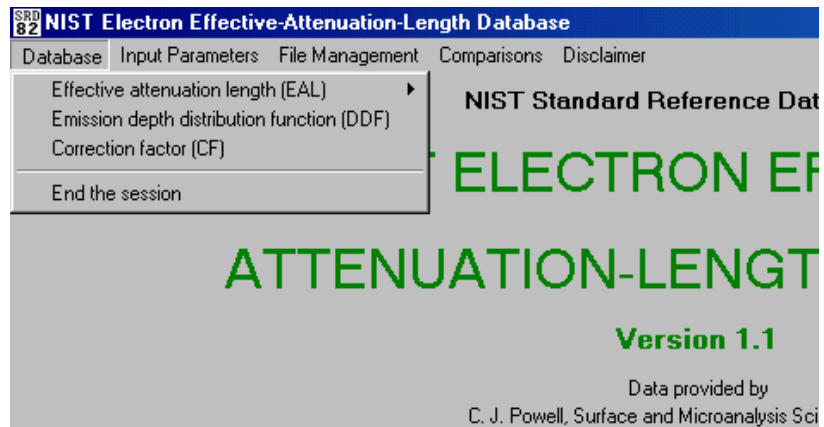 SRD 82 NIST Electron Effective-Attenuation-Length Database
Database Input Parameters File Management Comparisons Disclaimer
Effective attenuation length (EAL)
Emission depth distribution function (DDF)
Correction factor (CF)
End the session
NIST Standard Reference Dat
ELECTRON EF
ATTENUATION-LENGT
Version 1.1
Data provided by
C. J. Powell, Surface and Microanalysis Sci